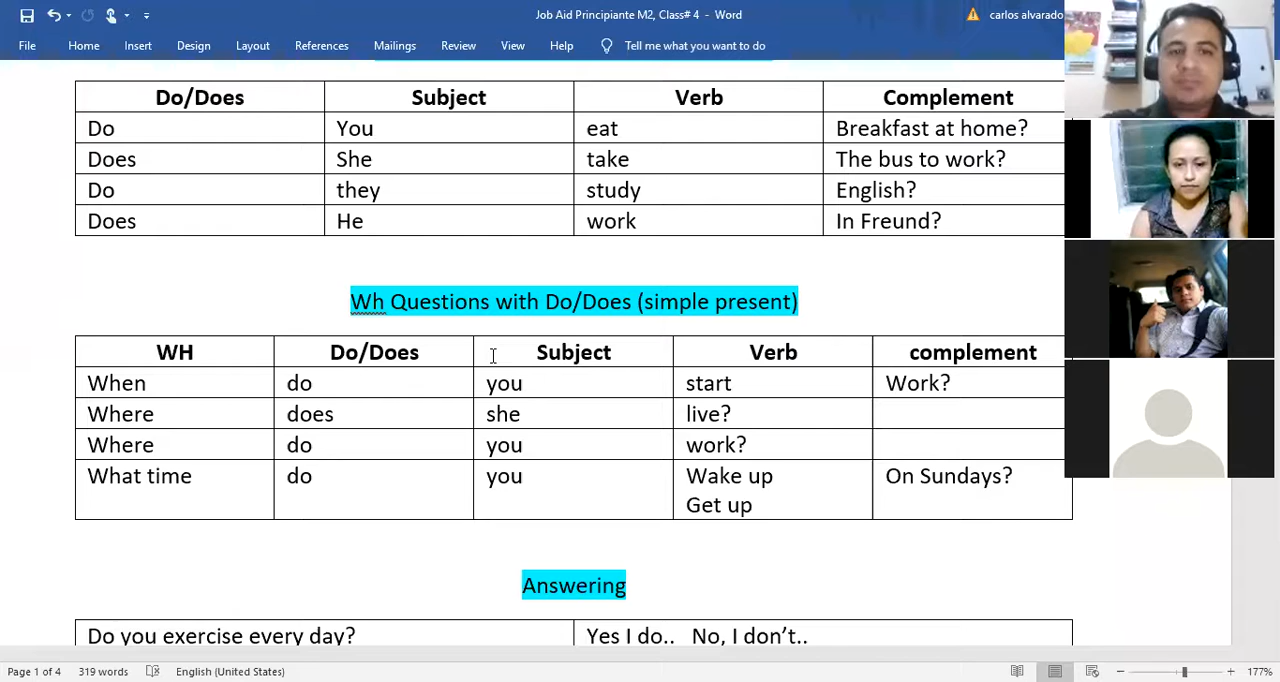 Job Aid Principiante M2, Class# 4 - Word
carlos alvarado
File Home Insert Design Layout References Mailings Review View Help Tell me what you want to do
Do/Does Subject Verb Complement
Do You eat Breakfast at home?
Does She take The bus to work?
Do they study English?
Does He work In Freund?
Wh Questions with Do/Does (simple present)
WH Do/Does Subject Verb complement
When do you start Work?
Where does she live?
Where do you work?
What time do you Wake up On Sundays?
Get up
Answering
Do you exercise every day? Yes I do.. No, I don't..
Page 1 of 4 319 words English (United States) 177%